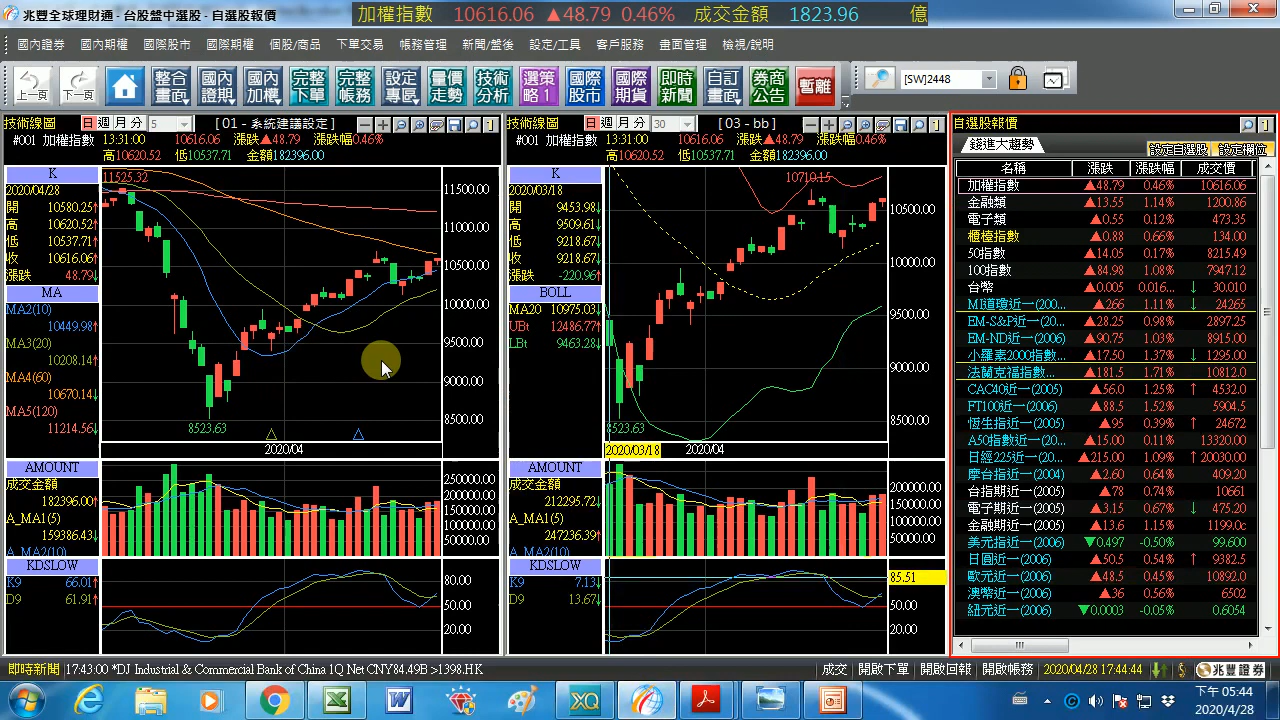 兆豐全球理財通 - 台股盤中選股 - 自選股報價
加權指數 10616.06 ▲48.79 0.46% 成交金額 1823.96 億
國內證券 國內期權 國際股市 國際期權 個股/商品 下單交易 帳務管理 新聞/盤後 設定/工具 客戶服務 畫面管理 檢視/說明
上一頁 下一頁 整合畫面 國內證期 國內加權 完整下單 完整帳務 設定專區 量價走勢 技術分析 選策略1 國際股市 國際期貨 即時新聞 自訂畫面 券商公告 暫離 [SW]2448
技術線圖 日 週 月 分 5 [01 - 系統建議設定]
#001 加權指數 13:31:00 10616.06 漲跌▲48.79 漲跌幅0.46%
高10620.52 低10537.71 金額182396.00
K
2020/04/28
開 10580.25↑
高 10620.52↑
低 10537.71↑
收 10616.06↑
漲跌 48.79↓
MA
MA2(10)
10449.98↑
MA3(20)
10208.14↑
MA4(60)
10670.14↓
MA5(120)
11214.56↓
11525.32
8523.63
11500.00
11000.00
10500.00
10000.00
9500.00
9000.00
8500.00
2020/04
AMOUNT
成交金額
182396.00↑
A_MA1(5)
159386.43↓
A_MA2(10)
250000.00
200000.00
150000.00
100000.00
50000.00
KDSLOW
K9 66.01↑
D9 61.91↑
80.00
50.00
20.00
技術線圖 日 週 月 分 30 [03 - bb]
#001 加權指數 13:31:00 10616.06 漲跌▲48.79 漲跌幅0.46%
高10620.52 低10537.71 金額182396.00
K
2020/03/18
開 9453.98↓
高 9509.61↓
低 9218.67↓
收 9218.67↓
漲跌 -220.96↑
BOLL
MA20 10975.03↓
UBt 12486.77↑
LBt 9463.28↓
10710.15
8523.63
10500.00
10000.00
9500.00
9000.00
8500.00
2020/03/18 2020/04
AMOUNT
成交金額
212295.72↓
A_MA1(5)
247236.39↑
A_MA2(10)
200000.00
150000.00
100000.00
50000.00
KDSLOW
K9 7.13↓
D9 13.67↓
85.51
50.00
20.00
自選股報價
錢進大趨勢 設定自選股 設定欄位
名稱 漲跌 漲跌幅 成交價
加權指數 ▲48.79 0.46% 10616.06
金融類 ▲13.55 1.14% 1200.86
電子類 ▲0.55 0.12% 473.35
櫃檯指數 ▲0.88 0.66% 134.00
50指數 ▲14.05 0.17% 8215.49
100指數 ▲84.98 1.08% 7947.12
台幣 ▲0.005 0.016... ↓ 30.010
MI道瓊近一(200... ▲266 1.11% ↓ 24265
EM-S&P近一(20... ▲28.25 0.98% 2897.25
EM-ND近一(2006) ▲90.75 1.03% 8915.00
小羅素2000指數... ▲17.50 1.37% ↓ 1295.00
法蘭克福指數... ▲181.5 1.71% 10812.0
CAC40近一(2005) ▲56.0 1.25% ↑ 4532.0
FT100近一(2006) ▲88.5 1.52% 5904.5
恆生指近一(2005) ▲95 0.39% ↑ 24672
A50指數近一(20... ▲15.00 0.11% 13320.00
日經225近一(20... ▲215.00 1.09% ↑ 20030.00
摩台指近一(2004) ▲2.60 0.64% 409.20
台指期近一(2005) ▲78 0.74% 10661
電子期近一(2005) ▲3.15 0.67% ↓ 475.20
金融期近一(2005) ▲13.6 1.15% 1199.0c
美元指近一(2006) ▼0.497 -0.50% 99.600
日圓近一(2006) ▲50.5 0.54% ↑ 9382.5
歐元近一(2006) ▲48.5 0.45% 10892.0
澳幣近一(2006) ▲36 0.56% 6502
紐元近一(2006) ▼0.0003 -0.05% 0.6054
即時新聞 17:43:00 *DJ Industrial & Commercial Bank of China 1Q Net CNY84.49B >1398.HK 成交 開啟下單 開啟回報 開啟帳務 2020/04/28 17:44:44 兆豐證券
下午 05:44
2020/4/28